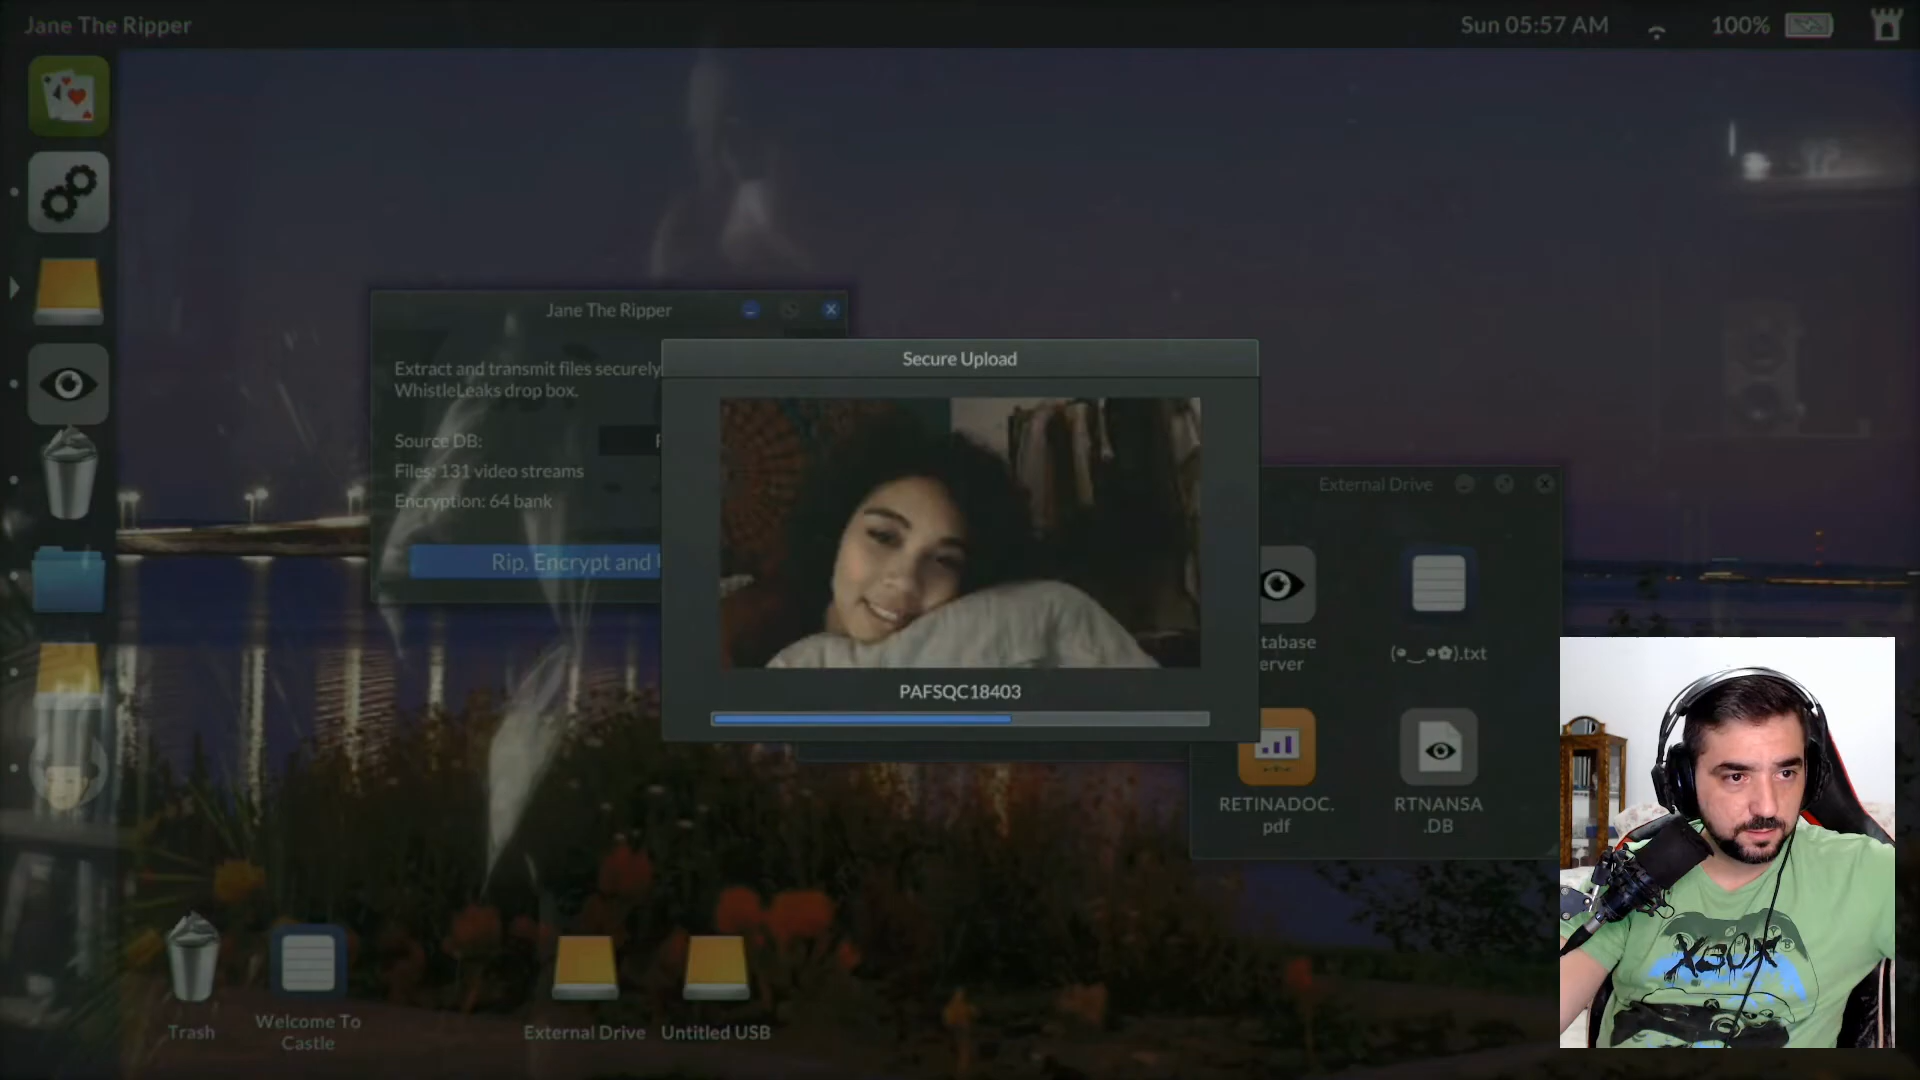 Jane The Ripper
Sun 05:57 AM
100%
Jane The Ripper
Extract and transmit files securely
WhistleLeaks drop box.
Source DB:
Files: 131 video streams
Encryption: 64 bank
Rip, Encrypt and
Secure Upload
PAFSQC18403
External Drive
tabase
erver
(•‿•✿).txt
RETINADOC.
pdf
RTNANSA
.DB
Trash
Welcome To
Castle
External Drive
Untitled USB
XBOX